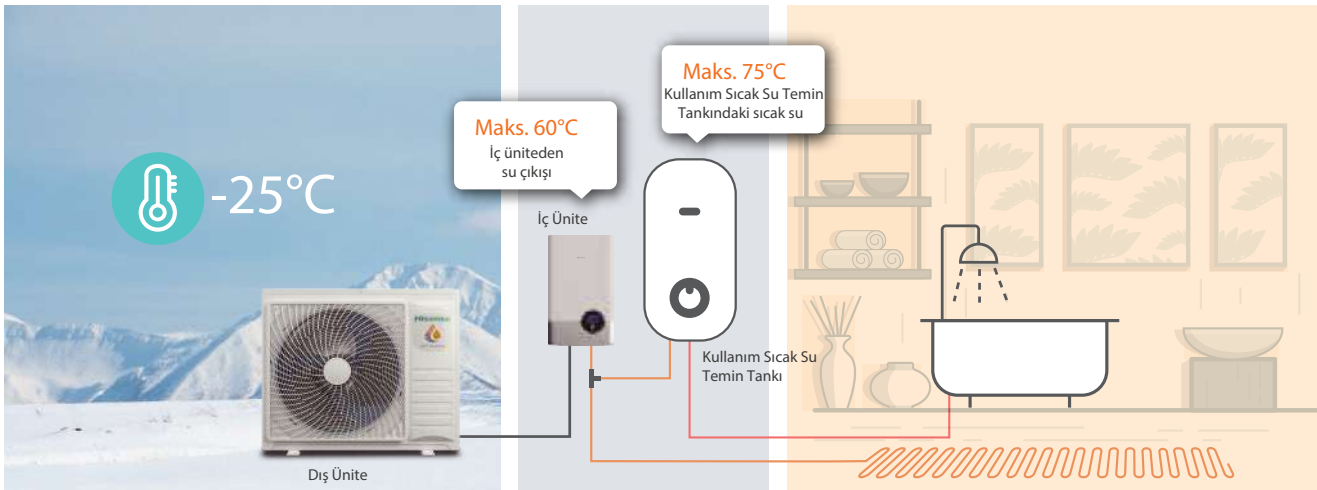 -25°C
Hisense
Dış Ünite
Maks. 60°C
İç üniteden
su çıkışı
İç Ünite
Maks. 75°C
Kullanım Sıcak Su Temin
Tankındaki sıcak su
Kullanım Sıcak Su
Temin Tankı